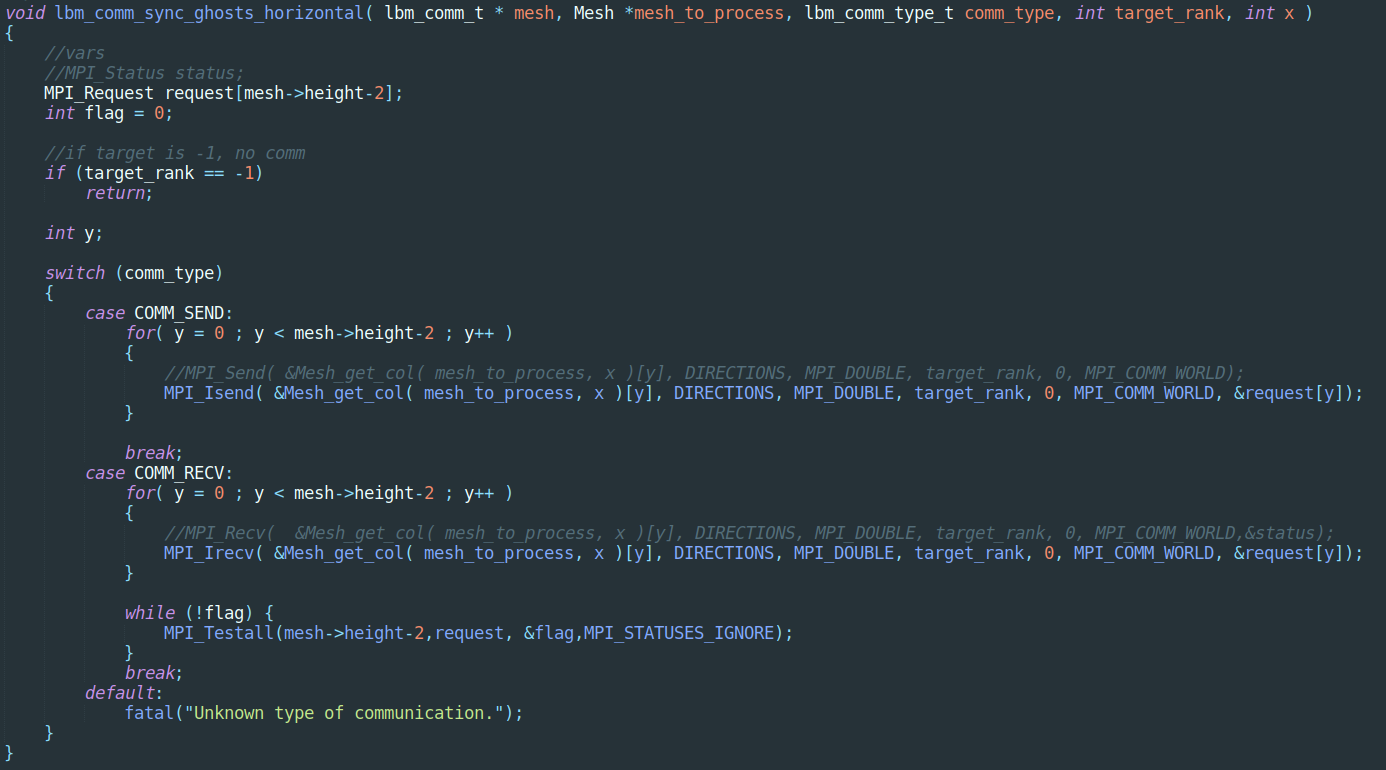 void lbm_comm_sync_ghosts_horizontal( lbm_comm_t * mesh, Mesh *mesh_to_process, lbm_comm_type_t comm_type, int target_rank, int x )
{
    //vars
    //MPI_Status status;
    MPI_Request request[mesh->height-2];
    int flag = 0;

    //if target is -1, no comm
    if (target_rank == -1)
        return;

    int y;

    switch (comm_type)
    {
        case COMM_SEND:
            for( y = 0 ; y < mesh->height-2 ; y++ )
            {
                //MPI_Send( &Mesh_get_col( mesh_to_process, x )[y], DIRECTIONS, MPI_DOUBLE, target_rank, 0, MPI_COMM_WORLD);
                MPI_Isend( &Mesh_get_col( mesh_to_process, x )[y], DIRECTIONS, MPI_DOUBLE, target_rank, 0, MPI_COMM_WORLD, &request[y]);
            }

            break;
        case COMM_RECV:
            for( y = 0 ; y < mesh->height-2 ; y++ )
            {
                //MPI_Recv(  &Mesh_get_col( mesh_to_process, x )[y], DIRECTIONS, MPI_DOUBLE, target_rank, 0, MPI_COMM_WORLD,&status);
                MPI_Irecv( &Mesh_get_col( mesh_to_process, x )[y], DIRECTIONS, MPI_DOUBLE, target_rank, 0, MPI_COMM_WORLD, &request[y]);
            }

            while (!flag) {
                MPI_Testall(mesh->height-2,request, &flag,MPI_STATUSES_IGNORE);
            }
            break;
        default:
            fatal("Unknown type of communication.");
    }
}